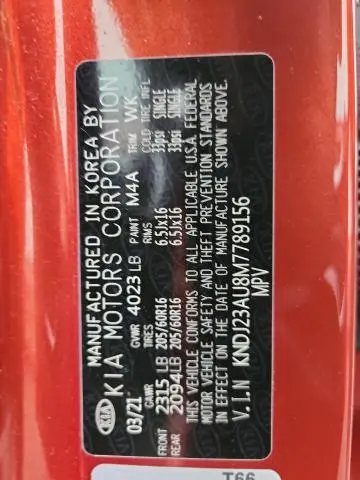 MANUFACTURED IN KOREA BY
KIA MOTORS CORPORATION
KIA
03/21 GVWR 4023 LB PAINT M4A TRIM WK
GAWR TIRES RIMS COLD TIRE INFL
FRONT 2315 LB 205/60R16 6.5Jx16 33psi SINGLE
REAR 2094 LB 205/60R16 6.5Jx16 33psi SINGLE
THIS VEHICLE CONFORMS TO ALL APPLICABLE U.S.A. FEDERAL
MOTOR VEHICLE SAFETY AND THEFT PREVENTION STANDARDS
IN EFFECT ON THE DATE OF MANUFACTURE SHOWN ABOVE.
V.I.N KNDJ23AU8M7789156
MPV
T66